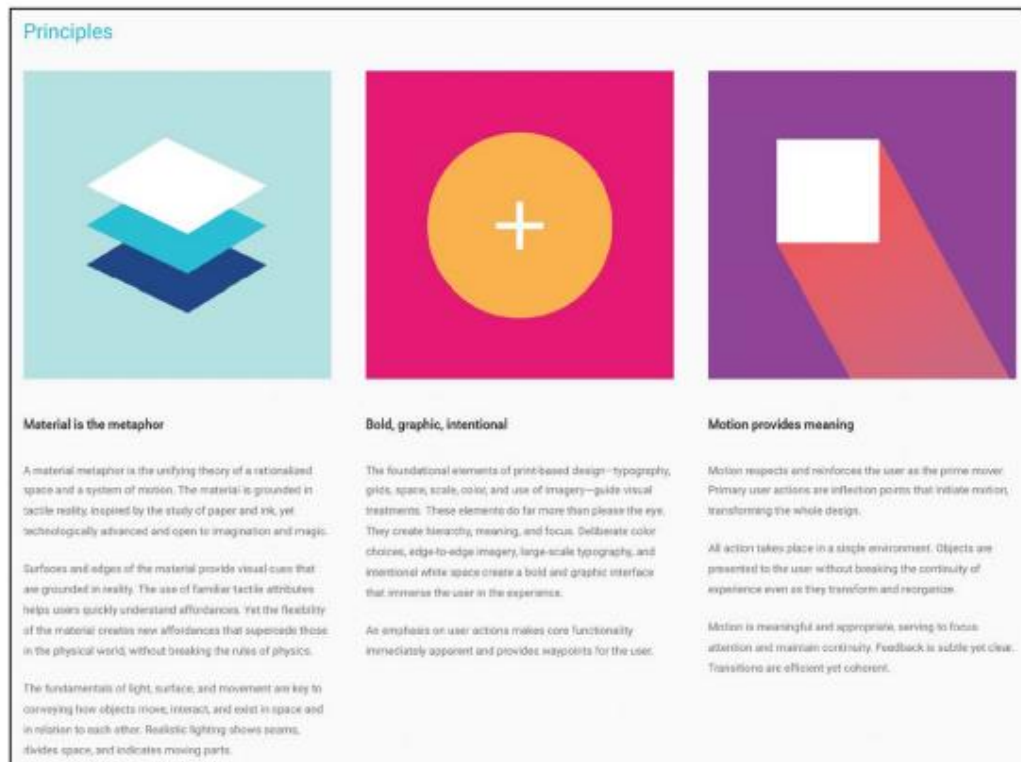 Principles
Material is the metaphor
A material metaphor is the unifying theory of a rationalized
space and a system of motion. The material is grounded in
tactile reality, inspired by the study of paper and ink, yet
technologically advanced and open to imagination and magic.
Surfaces and edges of the material provide visual cues that
are grounded in reality. The use of familiar tactile attributes
helps users quickly understand affordances. Yet the flexibility
of the material creates new affordances that supercede those
in the physical world, without breaking the rules of physics.
The fundamentals of light, surface, and movement are key to
conveying how objects move, interact, and exist in space and
in relation to each other. Realistic lighting shows seams,
divides space, and indicates moving parts.
Bold, graphic, intentional
The foundational elements of print-based design—typography,
grids, space, scale, color, and use of imagery—guide visual
treatments. These elements do far more than please the eye.
They create hierarchy, meaning, and focus. Deliberate color
choices, edge-to-edge imagery, large-scale typography, and
intentional white space create a bold and graphic interface
that immerse the user in the experience.
An emphasis on user actions makes core functionality
immediately apparent and provides waypoints for the user.
Motion provides meaning
Motion respects and reinforces the user as the prime mover.
Primary user actions are inflection points that initiate motion,
transforming the whole design.
All action takes place in a single environment. Objects are
presented to the user without breaking the continuity of
experience even as they transform and reorganize.
Motion is meaningful and appropriate, serving to focus
attention and maintain continuity. Feedback is subtle yet clear.
Transitions are efficient yet coherent.